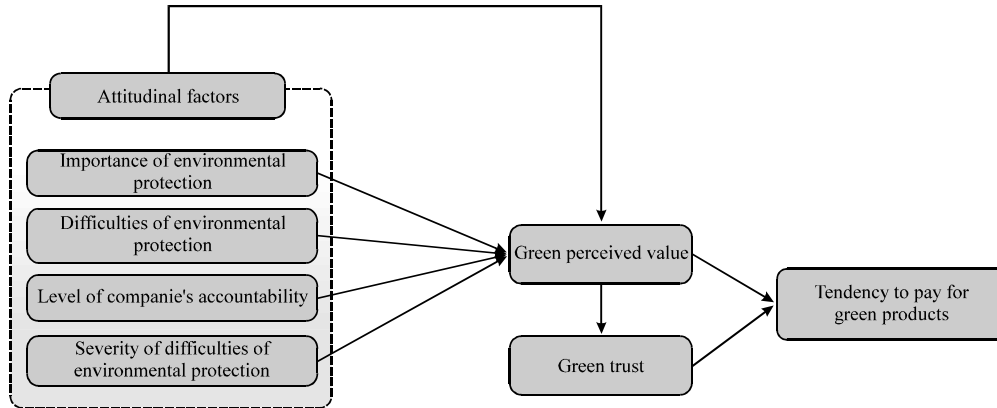 Attitudinal factors
Importance of environmental
protection
Difficulties of environmental
protection
Level of companie's accountability
Severity of difficulties of
environmental protection
Green perceived value
Green trust
Tendency to pay for
green products